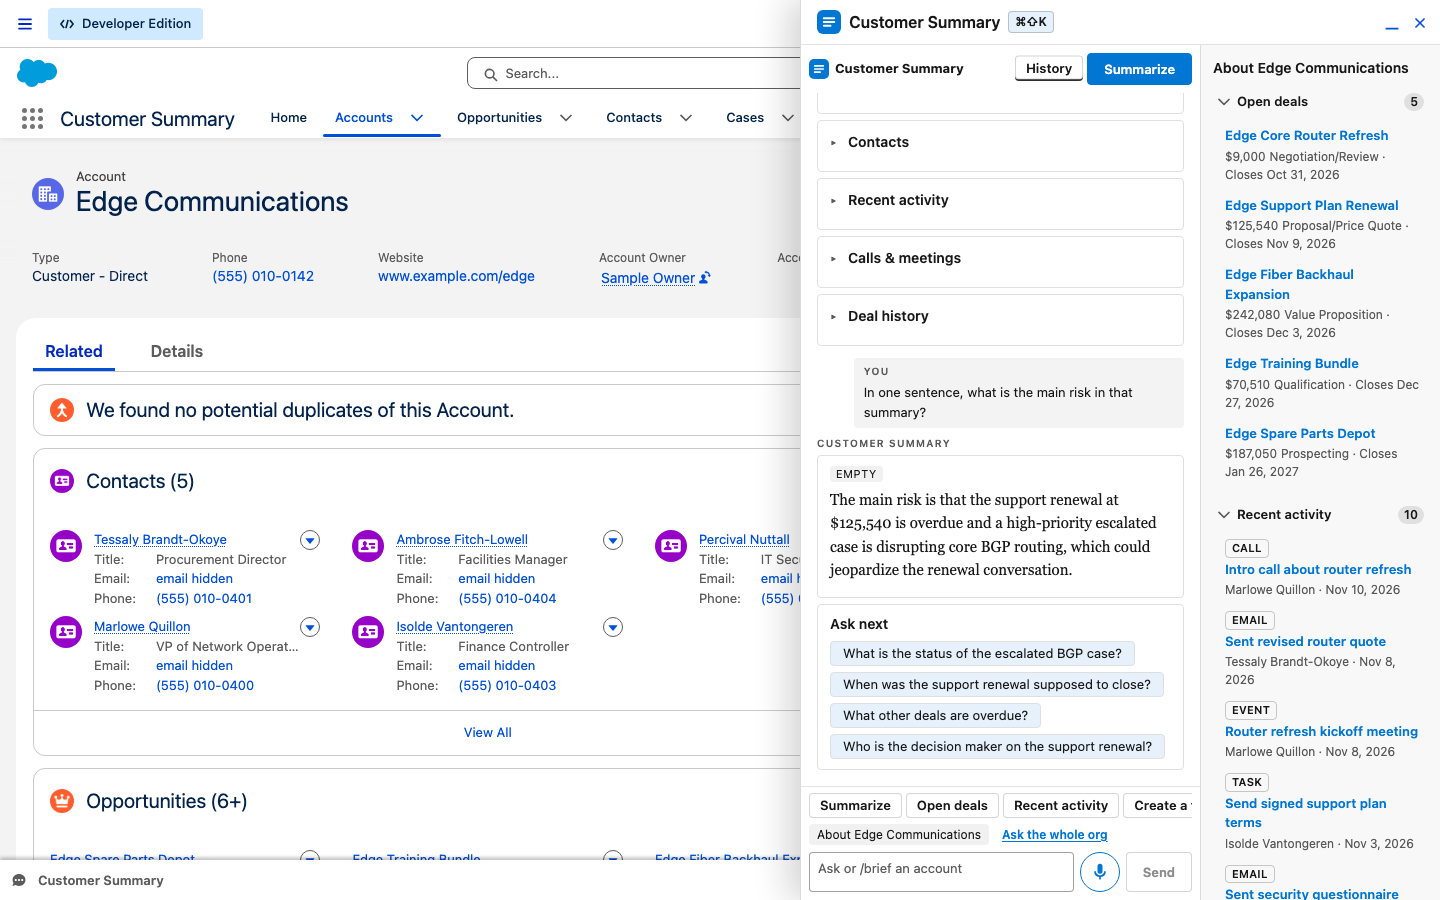 Developer Edition
Search...
Customer Summary
Home
Accounts
Opportunities
Contacts
Cases
Account
Edge Communications
Type
Customer - Direct
Phone
(555) 010-0142
Website
www.example.com/edge
Account Owner
Sample Owner
Acc
Related
Details
We found no potential duplicates of this Account.
Contacts (5)
Tessaly Brandt-Okoye
Title: Procurement Director
Email: email hidden
Phone: (555) 010-0401
Ambrose Fitch-Lowell
Title: Facilities Manager
Email: email hidden
Phone: (555) 010-0404
Percival Nuttall
Title: IT Sec
Email: email h
Phone: (555)
Marlowe Quillon
Title: VP of Network Operat...
Email: email hidden
Phone: (555) 010-0400
Isolde Vantongeren
Title: Finance Controller
Email: email hidden
Phone: (555) 010-0403
View All
Opportunities (6+)
Edge Spare Parts Depot
Edge Training Bundle
Edge Fiber Backhaul Exp
Customer Summary
Customer Summary
⌘⇧K
Customer Summary
History
Summarize
Contacts
Recent activity
Calls & meetings
Deal history
YOU
In one sentence, what is the main risk in that
summary?
CUSTOMER SUMMARY
EMPTY
The main risk is that the support renewal at
$125,540 is overdue and a high-priority escalated
case is disrupting core BGP routing, which could
jeopardize the renewal conversation.
Ask next
What is the status of the escalated BGP case?
When was the support renewal supposed to close?
What other deals are overdue?
Who is the decision maker on the support renewal?
Summarize
Open deals
Recent activity
Create a
About Edge Communications
Ask the whole org
Ask or /brief an account
Send
About Edge Communications
Open deals
5
Edge Core Router Refresh
$9,000 Negotiation/Review ·
Closes Oct 31, 2026
Edge Support Plan Renewal
$125,540 Proposal/Price Quote ·
Closes Nov 9, 2026
Edge Fiber Backhaul
Expansion
$242,080 Value Proposition ·
Closes Dec 3, 2026
Edge Training Bundle
$70,510 Qualification · Closes Dec
27, 2026
Edge Spare Parts Depot
$187,050 Prospecting · Closes
Jan 26, 2027
Recent activity
10
CALL
Intro call about router refresh
Marlowe Quillon · Nov 10, 2026
EMAIL
Sent revised router quote
Tessaly Brandt-Okoye · Nov 8,
2026
EVENT
Router refresh kickoff meeting
Marlowe Quillon · Nov 8, 2026
TASK
Send signed support plan
terms
Isolde Vantongeren · Nov 3, 2026
EMAIL
Sent security questionnaire